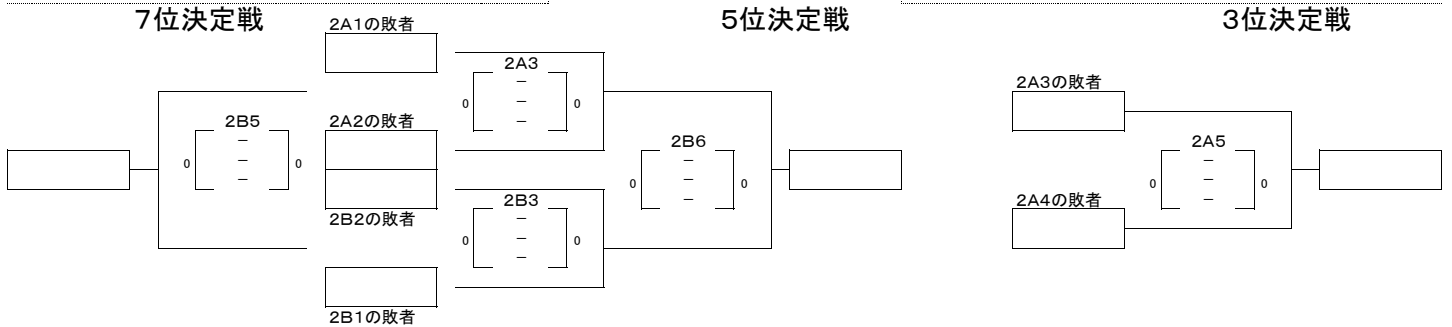 7位決定戦
5位決定戦
3位決定戦
2A1の敗者
2A3
－
0 － 0
－
2A3の敗者
2B5
－
0 － 0
－
2A2の敗者
2B6
－
0 － 0
－
2A5
－
0 － 0
－
2B2の敗者
2B3
－
0 － 0
－
2A4の敗者
2B1の敗者